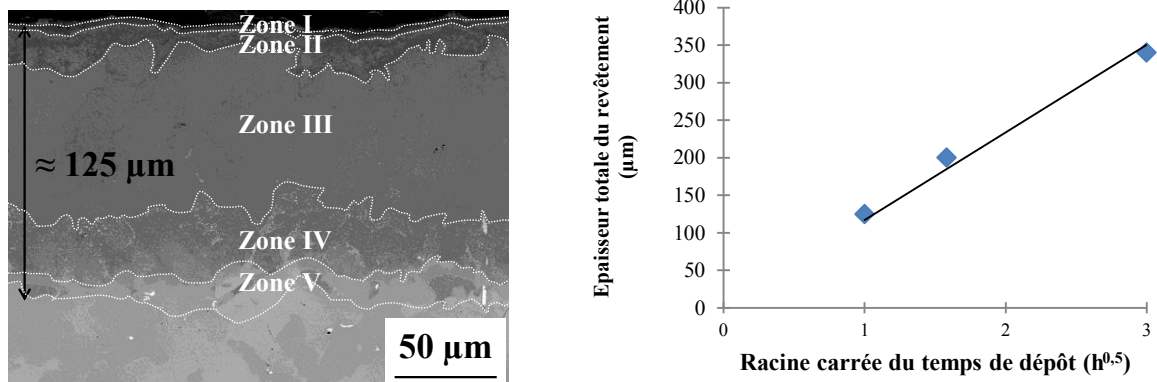 Zone I
Zone II
Zone III
≈ 125 µm
Zone IV
Zone V
50 µm
Epaisseur totale du revêtement
(µm)
400
350
300
250
200
150
100
50
0
0
1
2
3
Racine carrée du temps de dépôt (h^0,5)